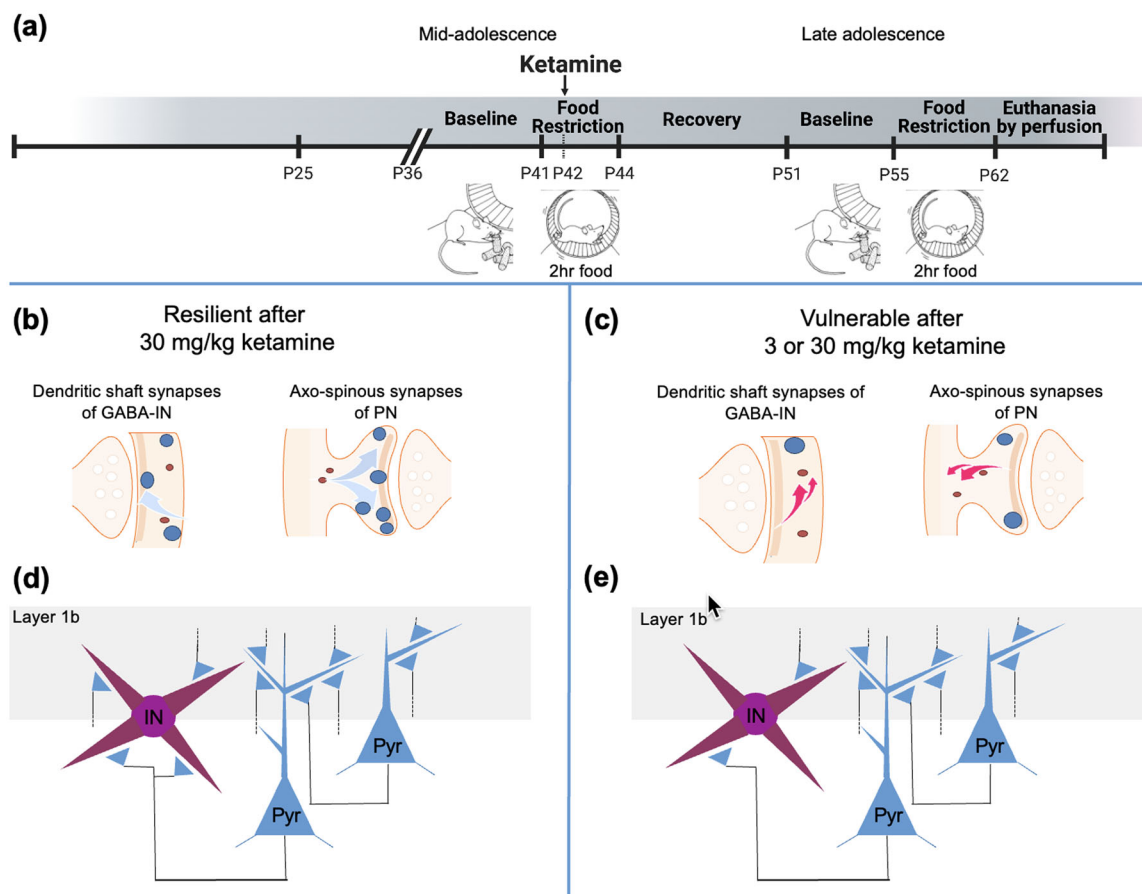 (a)
Mid-adolescence
Late adolescence
Ketamine
Baseline
Food
Restriction
Recovery
Baseline
Food
Restriction
Euthanasia
by perfusion
P25
P36
P41
P42
P44
P51
P55
P62
2hr food
2hr food
(b)
Resilient after
30 mg/kg ketamine
Dendritic shaft synapses
of GABA-IN
Axo-spinous synapses
of PN
(c)
Vulnerable after
3 or 30 mg/kg ketamine
Dendritic shaft synapses of
GABA-IN
Axo-spinous synapses
of PN
(d)
Layer 1b
IN
Pyr
Pyr
(e)
Layer 1b
IN
Pyr
Pyr